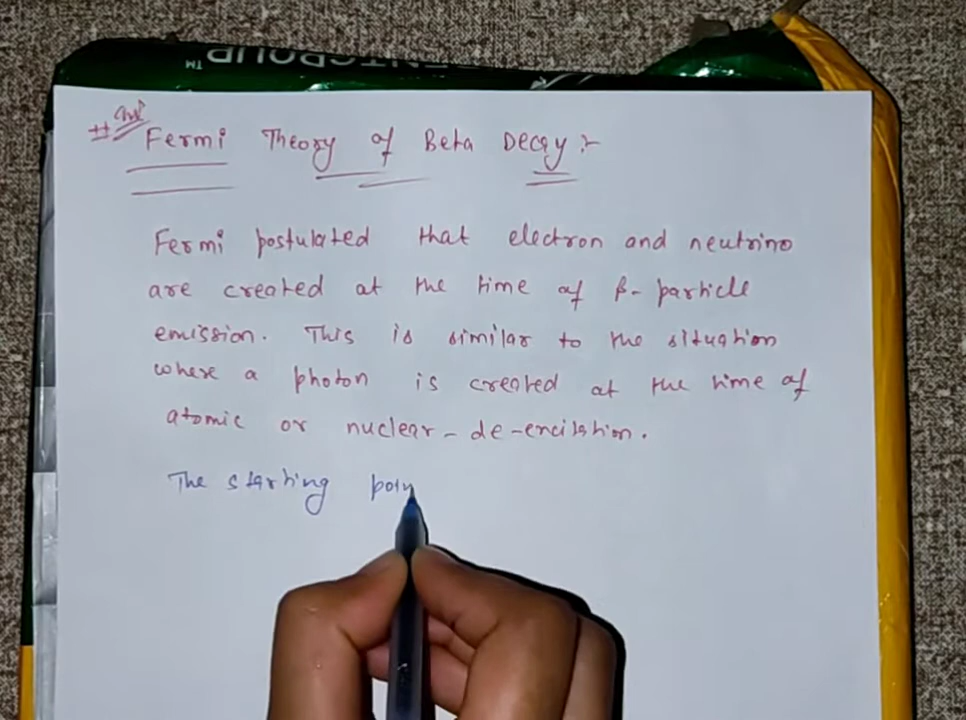 Fermi Theory of Beta Decay :-
Fermi postulated that electron and neutrino
are created at the time of β- particle
emission. This is similar to the situation
where a photon is created at the time of
atomic or nuclear - de-encitation.
The starting poin